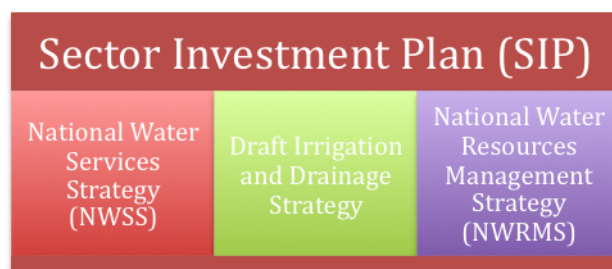 Sector Investment Plan (SIP)
National Water
Services
Strategy
(NWSS)
Draft Irrigation
and Drainage
Strategy
National Water
Resources
Management
Strategy
(NWRMS)